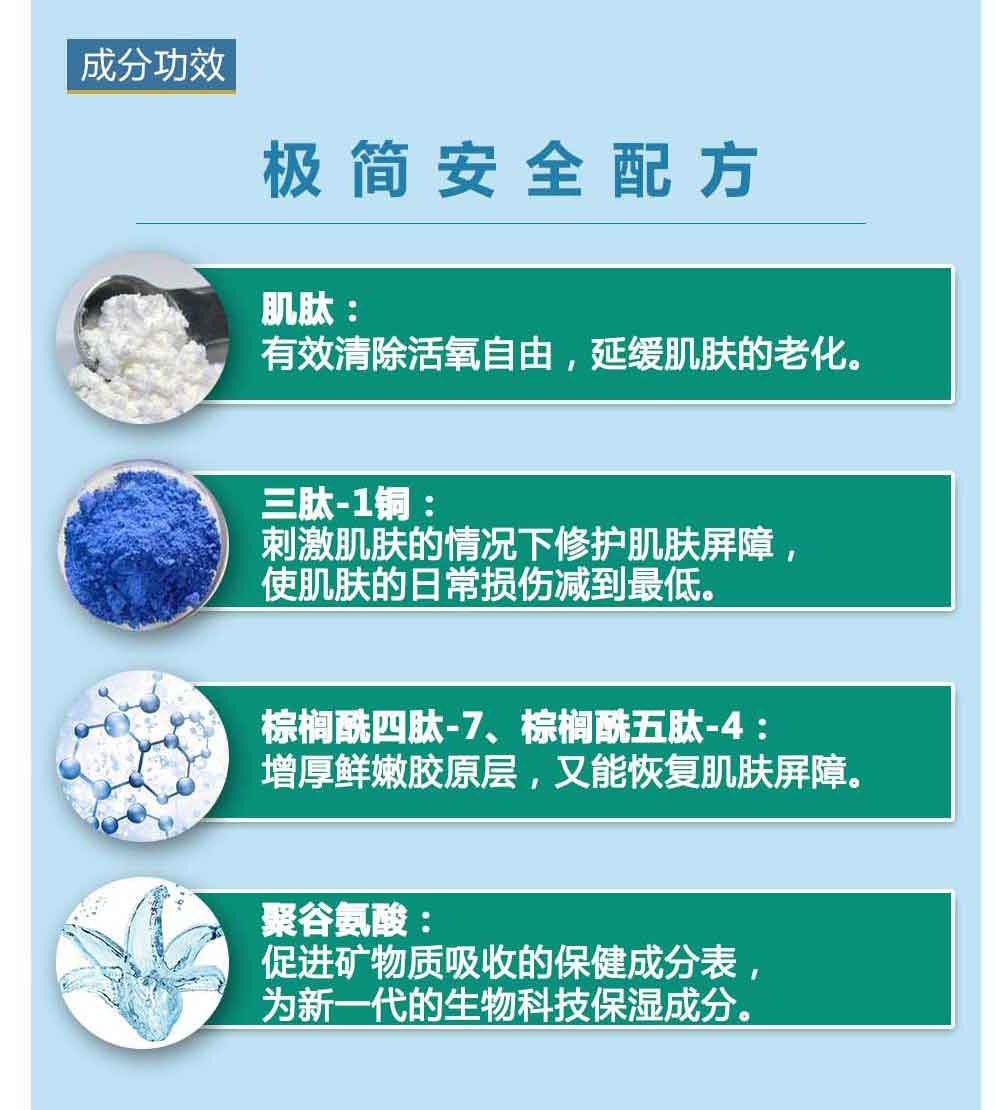 成分功效
极简安全配方
肌肽：
有效清除活氧自由，延缓肌肤的老化。
三肽-1铜：
刺激肌肤的情况下修护肌肤屏障，
使肌肤的日常损伤减到最低。
棕榈酰四肽-7、棕榈酰五肽-4：
增厚鲜嫩胶原层，又能恢复肌肤屏障。
聚谷氨酸：
促进矿物质吸收的保健成分表，
为新一代的生物科技保湿成分。